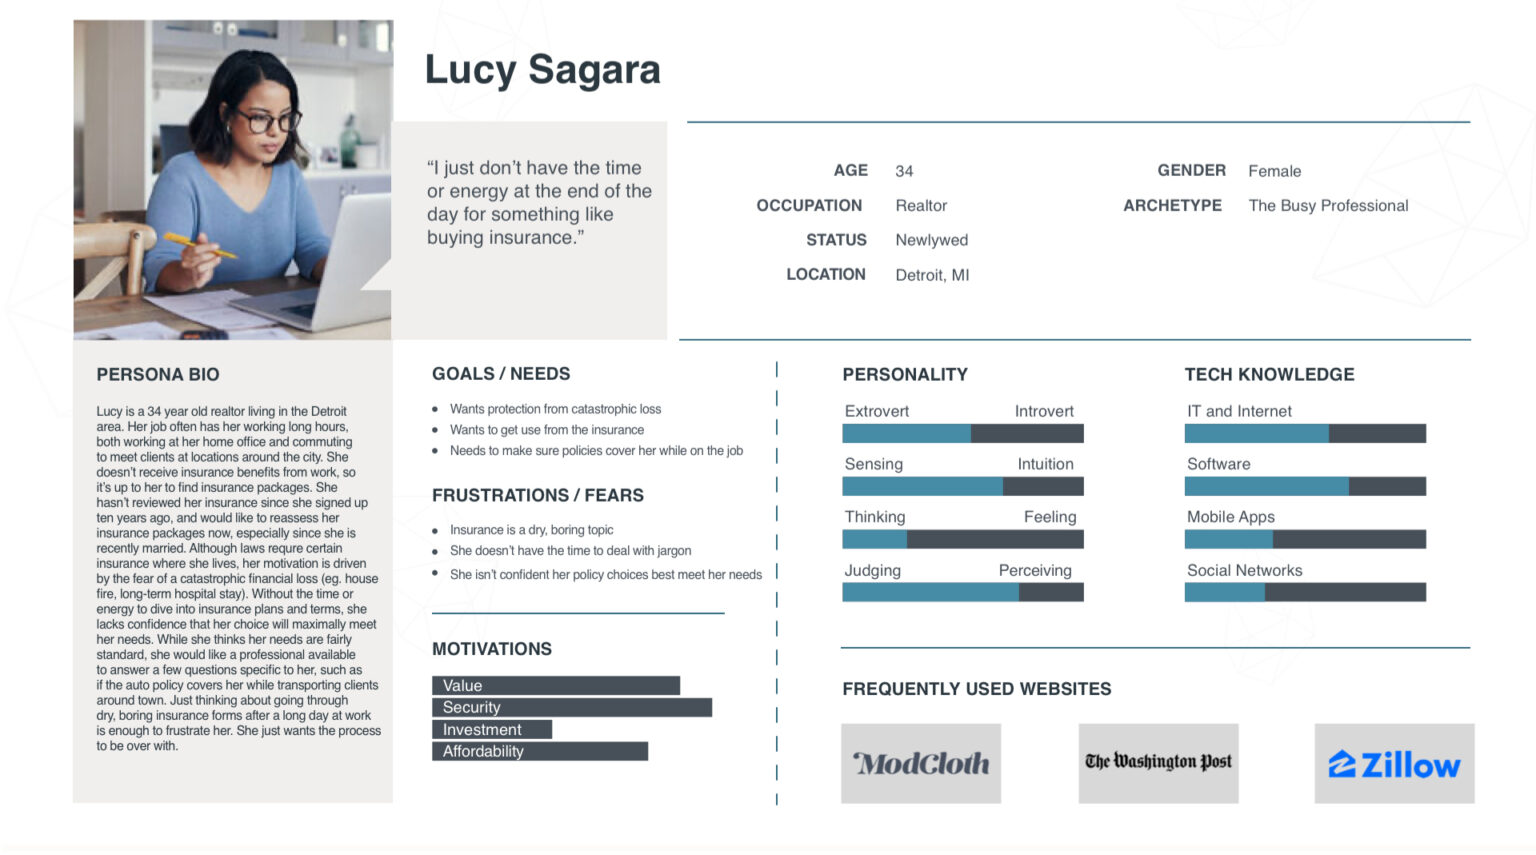 Lucy Sagara
“I just don’t have the time
or energy at the end of the
day for something like
buying insurance.”
AGE 34
OCCUPATION Realtor
STATUS Newlywed
LOCATION Detroit, MI
GENDER Female
ARCHETYPE The Busy Professional
PERSONA BIO
Lucy is a 34 year old realtor living in the Detroit
area. Her job often has her working long hours,
both working at her home office and commuting
to meet clients at locations around the city. She
doesn’t receive insurance benefits from work, so
it’s up to her to find insurance packages. She
hasn’t reviewed her insurance since she signed up
ten years ago, and would like to reassess her
insurance packages now, especially since she is
recently married. Although laws requre certain
insurance where she lives, her motivation is driven
by the fear of a catastrophic financial loss (eg. house
fire, long-term hospital stay). Without the time or
energy to dive into insurance plans and terms, she
lacks confidence that her choice will maximally meet
her needs. While she thinks her needs are fairly
standard, she would like a professional available
to answer a few questions specific to her, such as
if the auto policy covers her while transporting clients
around town. Just thinking about going through
dry, boring insurance forms after a long day at work
is enough to frustrate her. She just wants the process
to be over with.
GOALS / NEEDS
• Wants protection from catastrophic loss
• Wants to get use from the insurance
• Needs to make sure policies cover her while on the job
FRUSTRATIONS / FEARS
• Insurance is a dry, boring topic
• She doesn’t have the time to deal with jargon
• She isn’t confident her policy choices best meet her needs
MOTIVATIONS
Value
Security
Investment
Affordability
PERSONALITY
Extrovert Introvert
Sensing Intuition
Thinking Feeling
Judging Perceiving
TECH KNOWLEDGE
IT and Internet
Software
Mobile Apps
Social Networks
FREQUENTLY USED WEBSITES
ModCloth
The Washington Post
Zillow